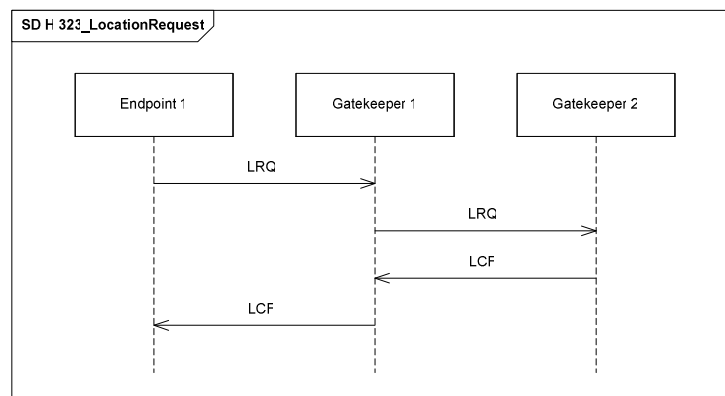 SD H 323_LocationRequest
Endpoint 1
Gatekeeper 1
Gatekeeper 2
LRQ
LRQ
LCF
LCF